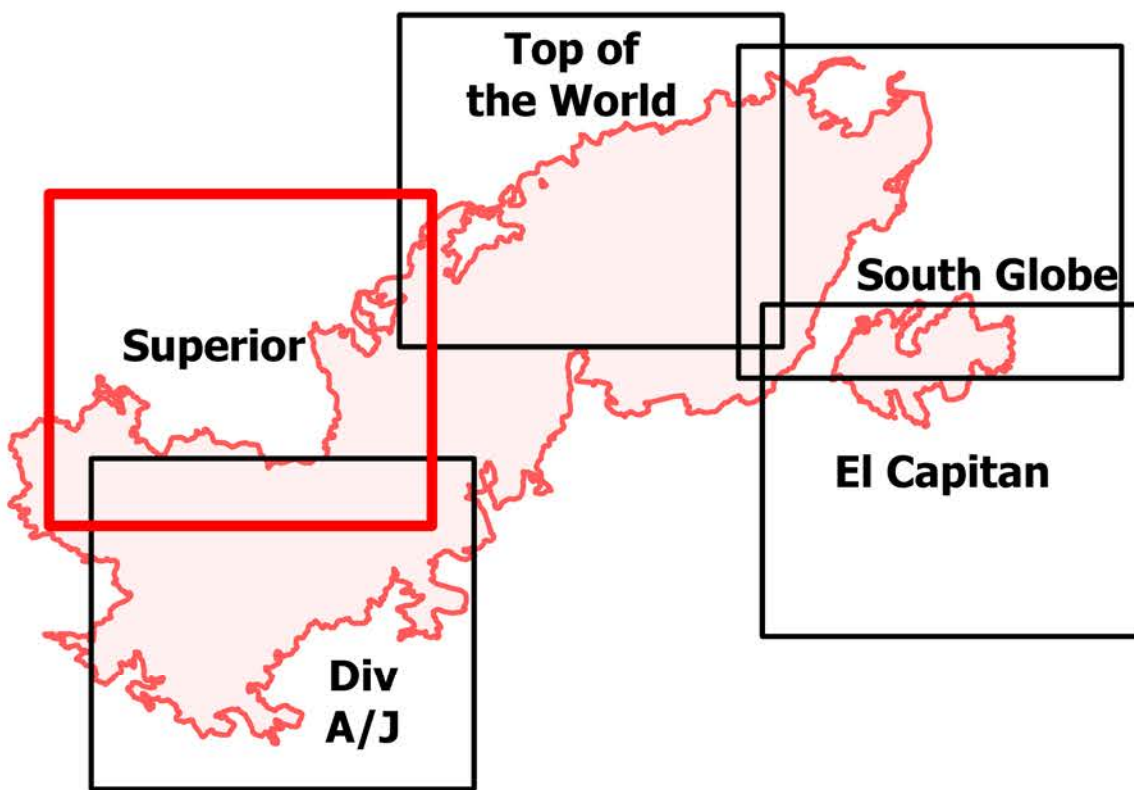 Top of
the World
South Globe
Superior
El Capitan
Div
A/J